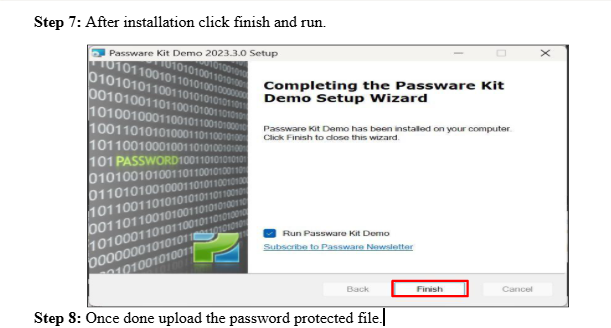 Step 7: After installation click finish and run.
Passware Kit Demo 2023.3.0 Setup
Completing the Passware Kit
Demo Setup Wizard
Passware Kit Demo has been installed on your computer.
Click Finish to close this wizard.
PASSWORD
Run Passware Kit Demo
Subscribe to Passware Newsletter
Back
Finish
Cancel
Step 8: Once done upload the password protected file.